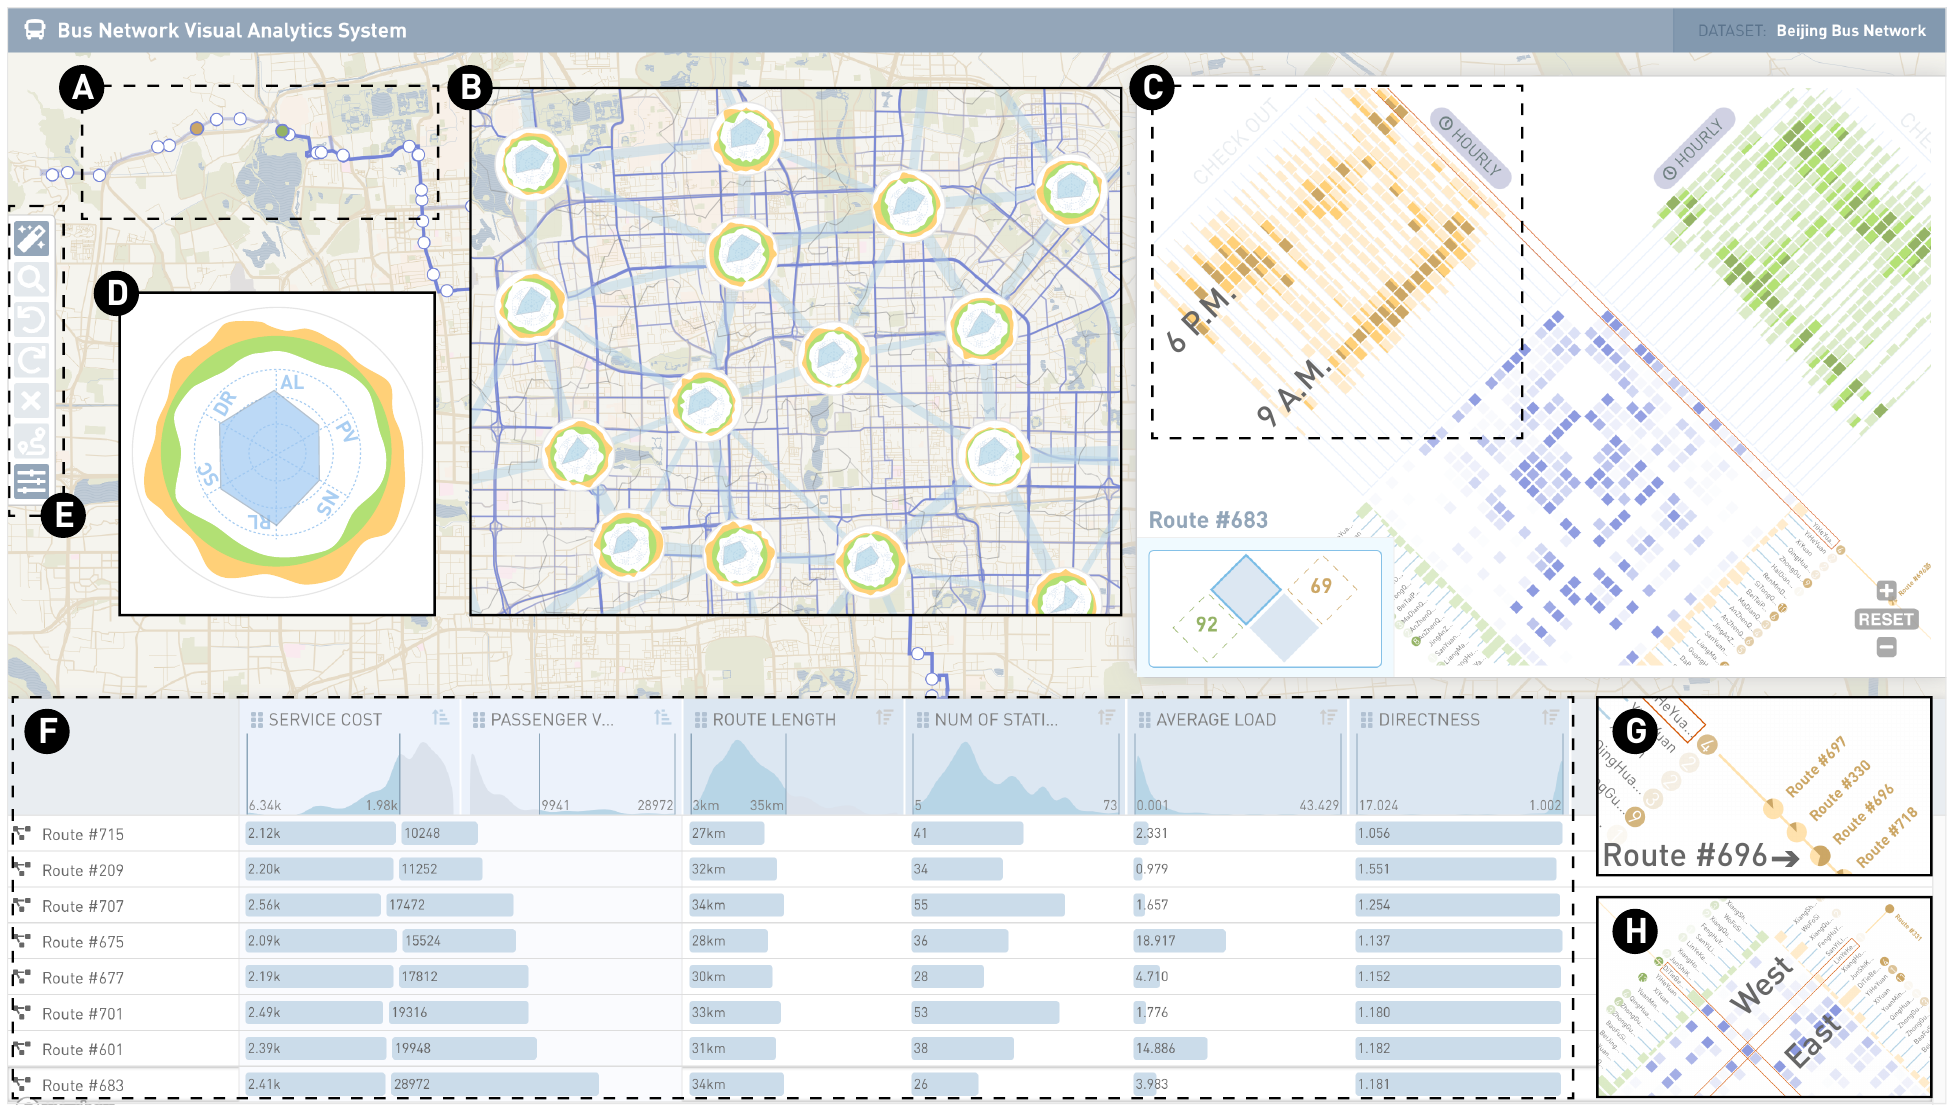 Bus Network Visual Analytics System
DATASET: Beijing Bus Network
A
B
C
CHECK OUT
HOURLY
HOURLY
CHE
6 P.M.
9 A.M.
D
AL
PV
NS
RL
SC
DR
E
Route #683
92
69
RESET
F
SERVICE COST
PASSENGER V...
ROUTE LENGTH
NUM OF STATI...
AVERAGE LOAD
DIRECTNESS
6.34k 1.98k 9941 28972 3km 35km 5 73 0.001 43.429 17.024 1.002
Route #715 2.12k 10248 27km 41 2.331 1.056
Route #209 2.20k 11252 32km 34 0.979 1.551
Route #707 2.56k 17472 34km 55 1.657 1.254
Route #675 2.09k 15524 28km 36 18.917 1.137
Route #677 2.19k 17812 30km 28 4.710 1.152
Route #701 2.49k 19316 33km 53 1.776 1.180
Route #601 2.39k 19948 31km 38 14.886 1.182
Route #683 2.41k 28972 34km 26 3.983 1.181
G
HeYua...
QingHua...
Route #697
Route #330
Route #696
Route #718
Route #696
H
West
East
Route #331